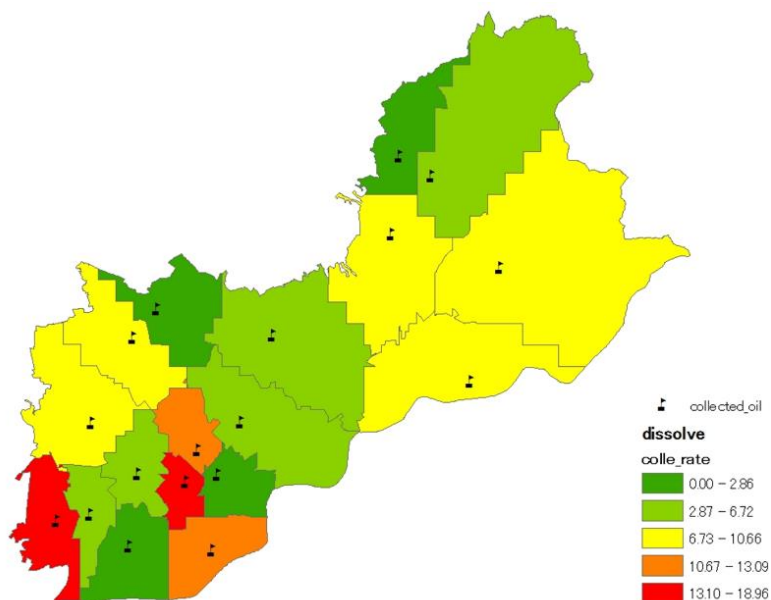 collected_oil
dissolve
colle_rate
0.00 – 2.86
2.87 – 6.72
6.73 – 10.66
10.67 – 13.09
13.10 – 18.96